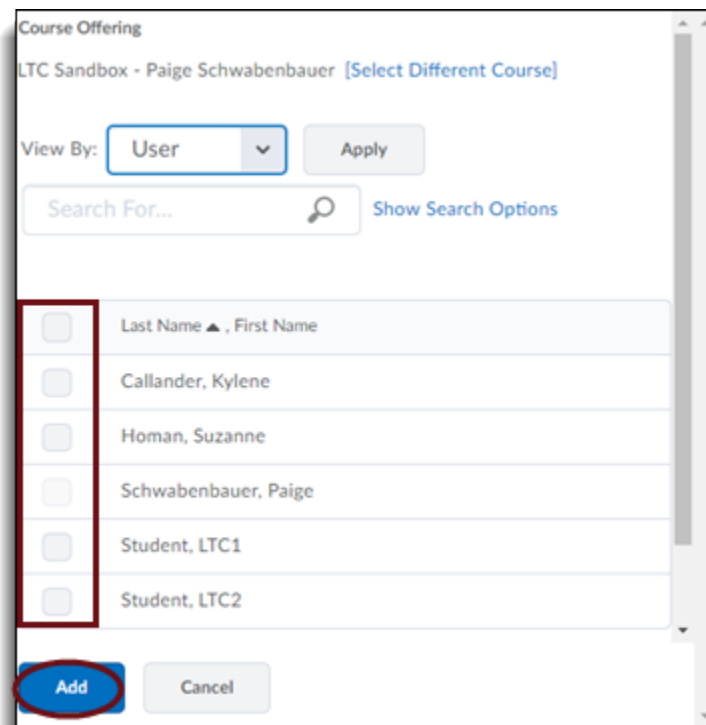 Course Offering
LTC Sandbox - Paige Schwabenbauer [Select Different Course]
View By: User Apply
Search For... Show Search Options
Last Name ▲ , First Name
Callander, Kylene
Homan, Suzanne
Schwabenbauer, Paige
Student, LTC1
Student, LTC2
Add Cancel